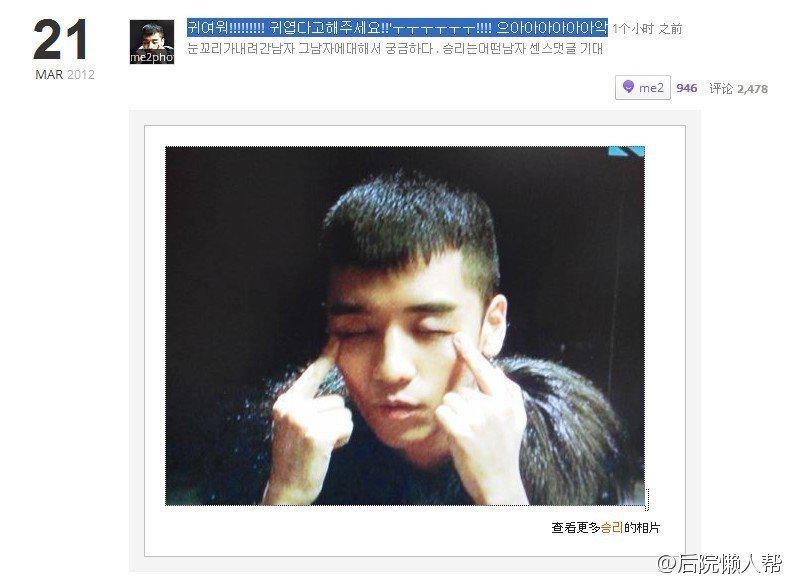 21
MAR 2012
me2pho
귀여워!!!!!!!!! 귀엽다고해주세요!!'ㅜㅜㅜㅜㅜㅜ!!!! 으아아아아아아악 1个小时 之前
눈꼬리가내려간남자 그남자에대해서 궁금하다 . 승리는어떤남자 센스댓글 기대
me2 946 评论 2,478
查看更多승리的相片
@后院懒人帮